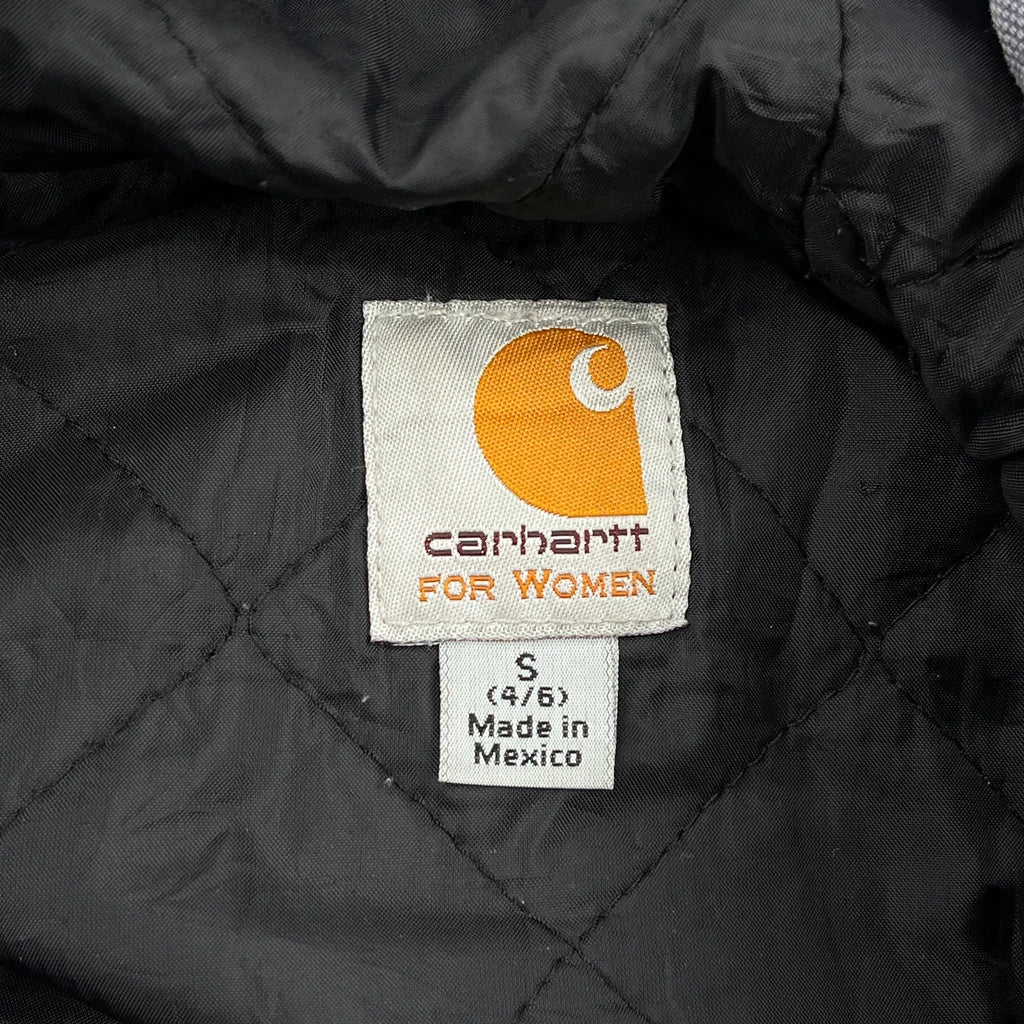 carhartt
FOR WOMEN
S
(4/6)
Made in
Mexico